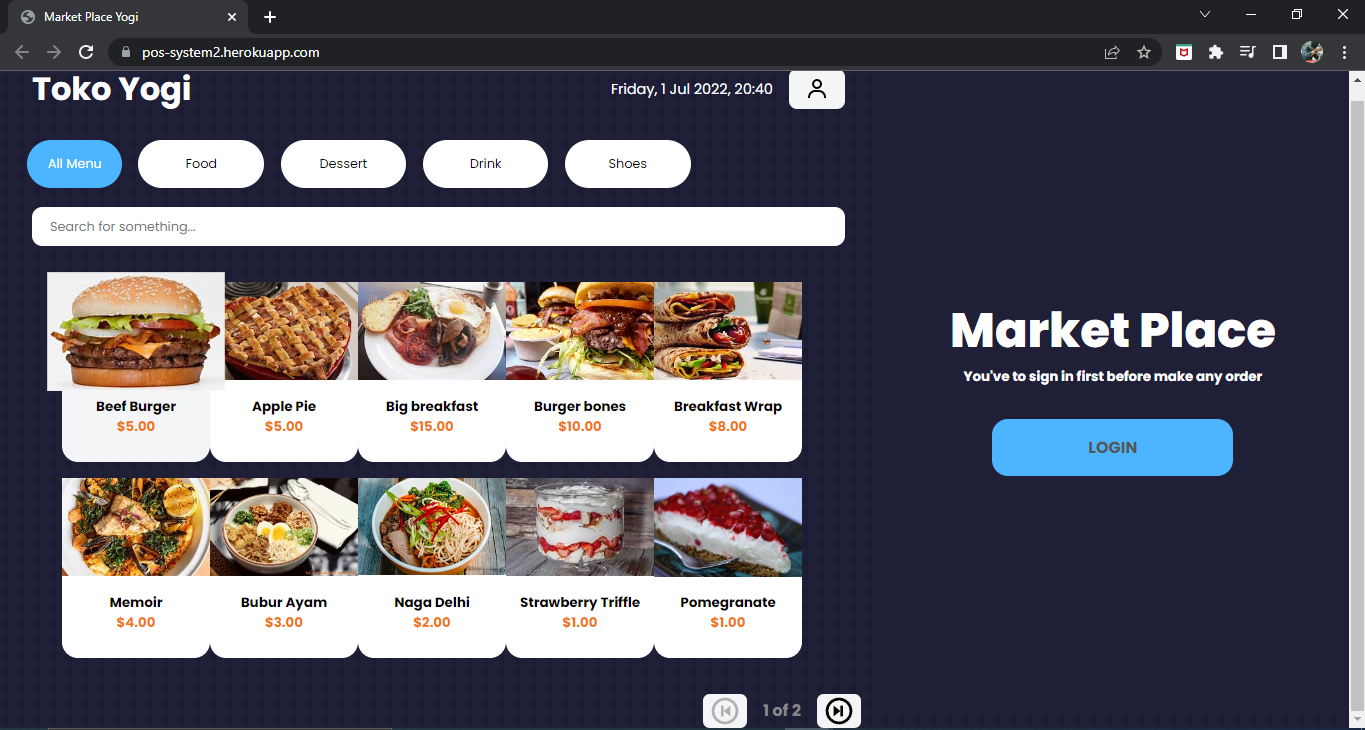 Market Place Yogi
pos-system2.herokuapp.com
Toko Yogi
Friday, 1 Jul 2022, 20:40
All Menu
Food
Dessert
Drink
Shoes
Search for something...
Beef Burger
$5.00
Apple Pie
$5.00
Big breakfast
$15.00
Burger bones
$10.00
Breakfast Wrap
$8.00
Memoir
$4.00
Bubur Ayam
$3.00
Naga Delhi
$2.00
Strawberry Triffle
$1.00
Pomegranate
$1.00
1 of 2
Market Place
You've to sign in first before make any order
LOGIN